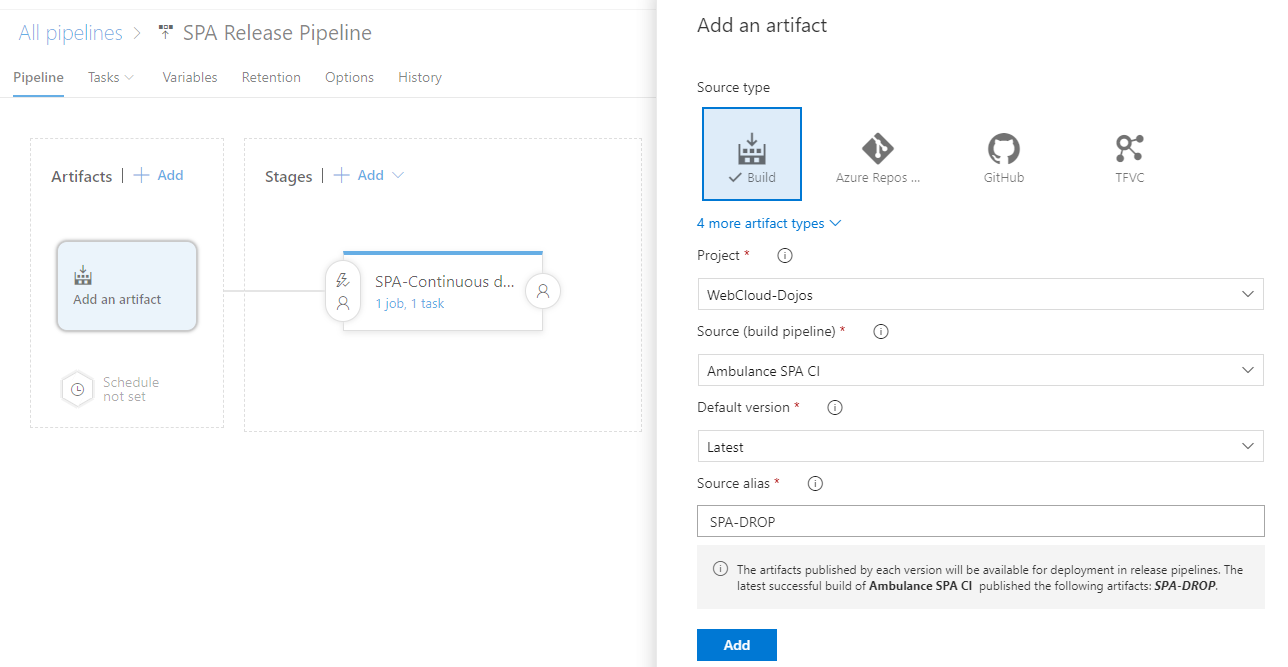 All pipelines > SPA Release Pipeline
Pipeline Tasks Variables Retention Options History
Artifacts | + Add
Stages | + Add
Add an artifact
Schedule
not set
SPA-Continuous d...
1 job, 1 task
Add an artifact
Source type
Build
Azure Repos ...
GitHub
TFVC
4 more artifact types
Project *
WebCloud-Dojos
Source (build pipeline) *
Ambulance SPA CI
Default version *
Latest
Source alias *
SPA-DROP
The artifacts published by each version will be available for deployment in release pipelines. The
latest successful build of Ambulance SPA CI published the following artifacts: SPA-DROP.
Add